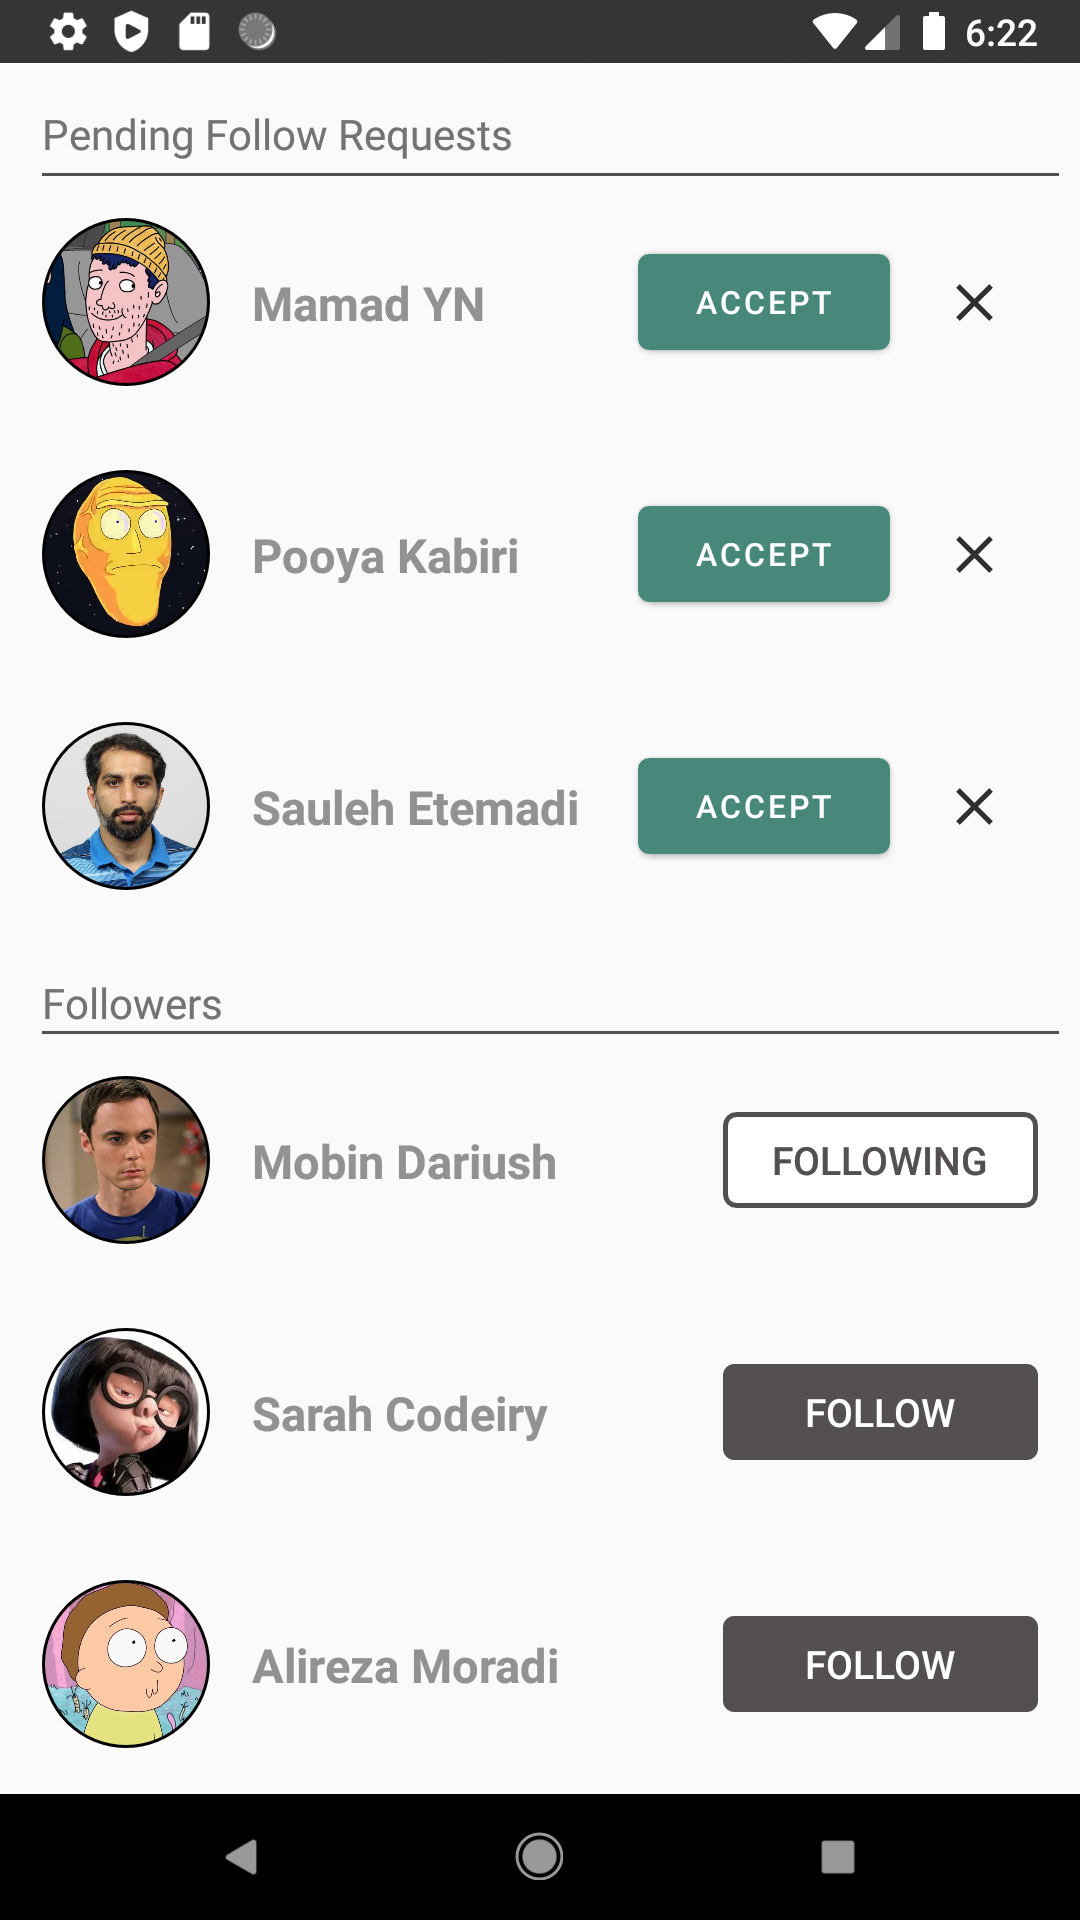 6:22
Pending Follow Requests
Mamad YN
ACCEPT
Pooya Kabiri
ACCEPT
Sauleh Etemadi
ACCEPT
Followers
Mobin Dariush
FOLLOWING
Sarah Codeiry
FOLLOW
Alireza Moradi
FOLLOW